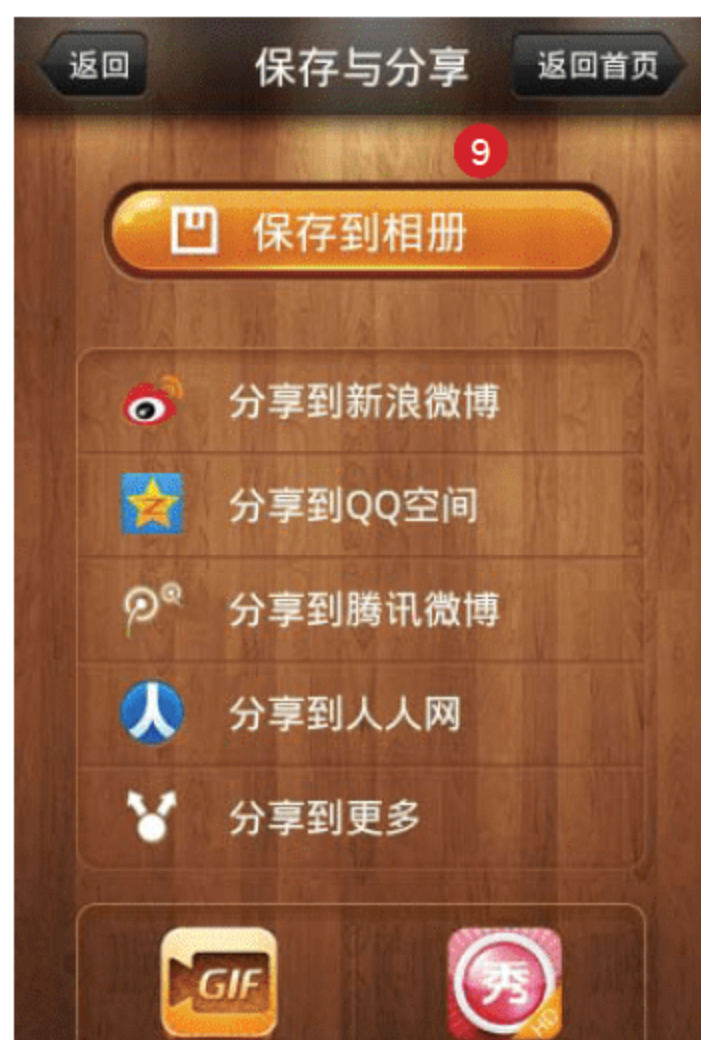 返回 保存与分享 返回首页
9
保存到相册
分享到新浪微博
分享到QQ空间
分享到腾讯微博
分享到人人网
分享到更多
GIF 秀
HD